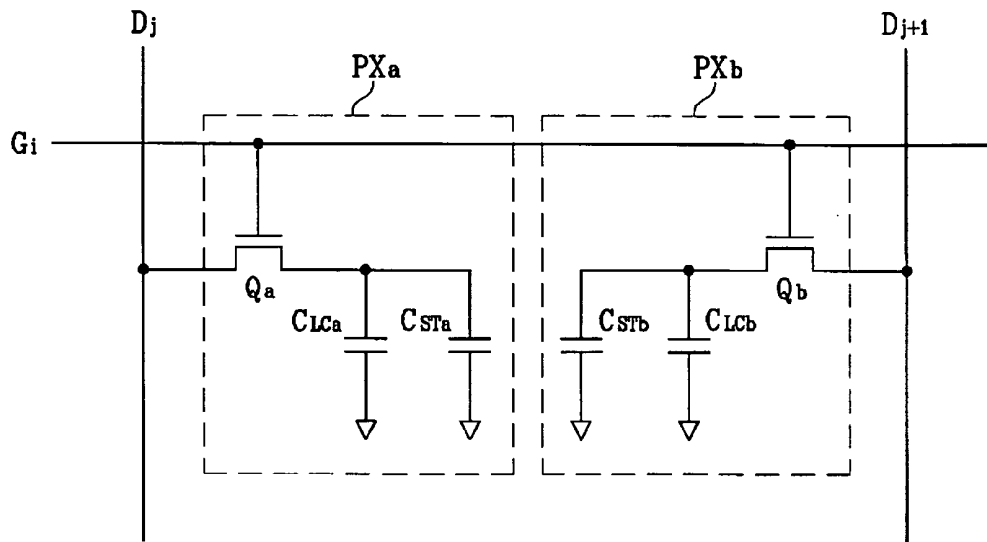 Dj
Dj+1
PXa
PXb
Gi
Qa
Qb
CLCa
CSTa
CSTb
CLCb